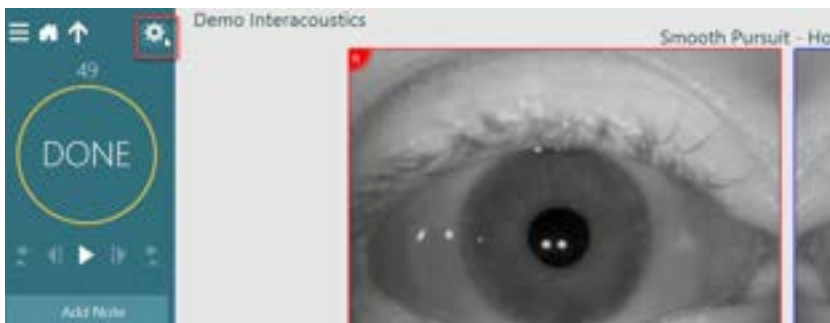 Demo Interacoustics
Smooth Pursuit - Ho
49
DONE
Add Note